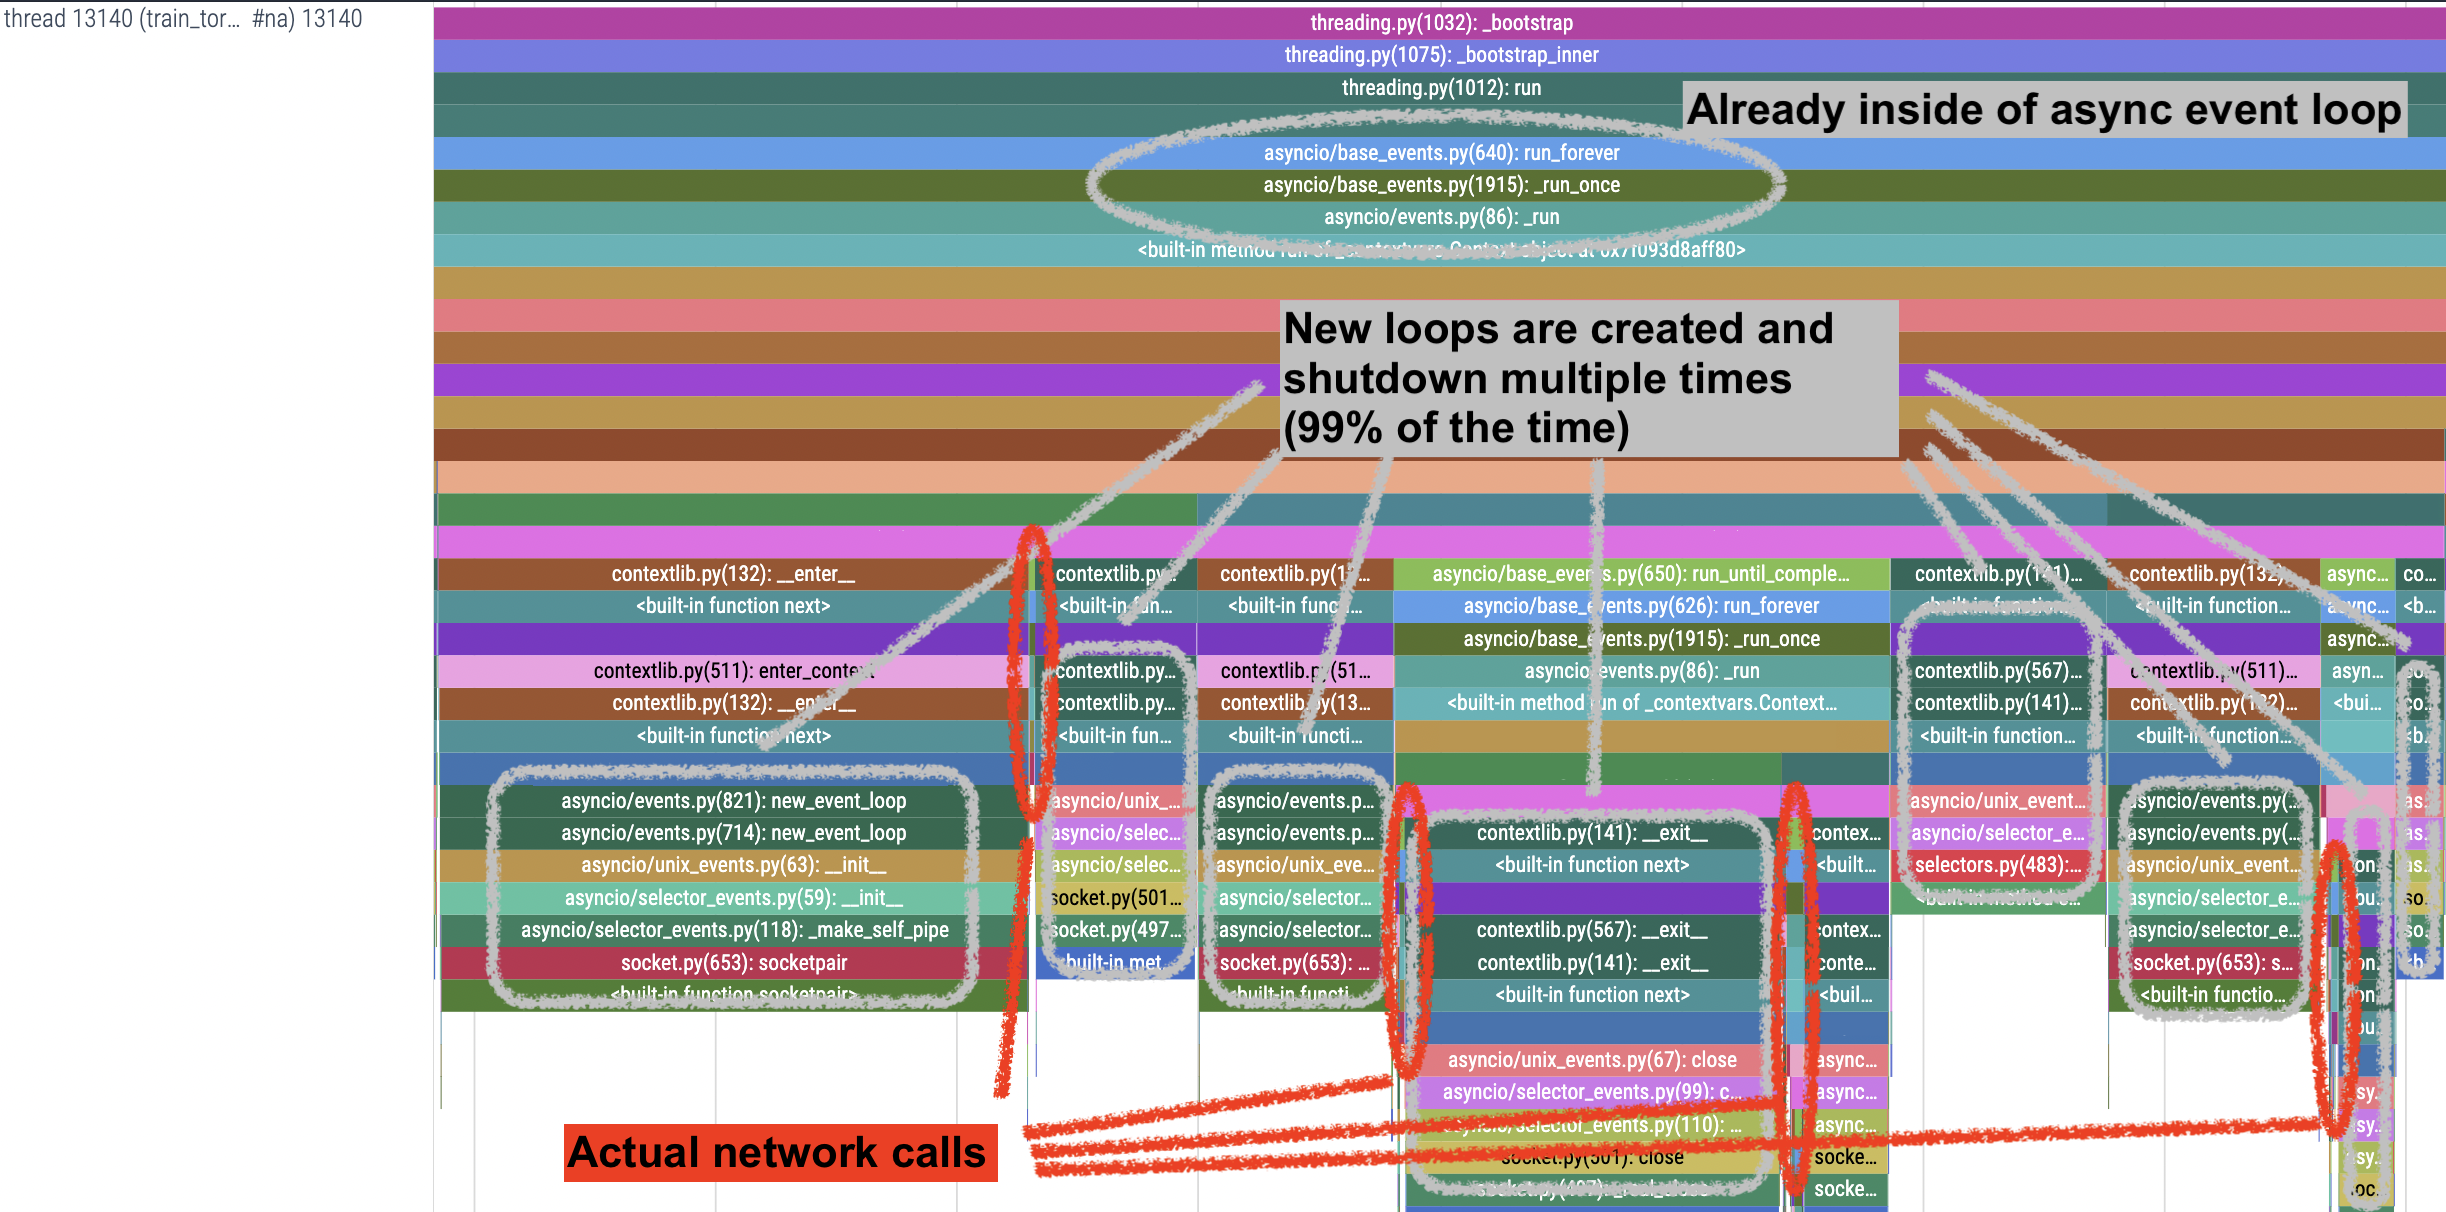 thread 13140 (train_tor... #na) 13140
threading.py(1032): _bootstrap
threading.py(1075): _bootstrap_inner
threading.py(1012): run
Already inside of async event loop
asyncio/base_events.py(640): run_forever
asyncio/base_events.py(1915): _run_once
asyncio/events.py(86): _run
<built-in method run of _contextvars.Context object at 0x7f093d8aff80>
New loops are created and
shutdown multiple times
(99% of the time)
contextlib.py(132): __enter__ contextlib.py... contextlib.py(1... asyncio/base_events.py(650): run_until_comple... contextlib.py(141)... contextlib.py(132)... async... co...
<built-in function next> <built-in fun... <built-in funct... asyncio/base_events.py(626): run_forever <built-in function... <built-in function... async... <b...
asyncio/base_events.py(1915): _run_once async...
contextlib.py(511): enter_context contextlib.py... contextlib.py(51... asyncio/events.py(86): _run contextlib.py(567)... contextlib.py(511)... asyn... co...
contextlib.py(132): __enter__ contextlib.py... contextlib.py(13... <built-in method run of _contextvars.Context... contextlib.py(141)... contextlib.py(132)... <bui... co...
<built-in function next> <built-in fun... <built-in functi... <built-in function... <built-in function... <b...
asyncio/events.py(821): new_event_loop asyncio/unix_... asyncio/events.p... asyncio/unix_event... asyncio/events.py(... as...
asyncio/events.py(714): new_event_loop asyncio/selec... asyncio/events.p... contextlib.py(141): __exit__ contex... asyncio/selector_e... asyncio/events.py(... as...
asyncio/unix_events.py(63): __init__ asyncio/selec... asyncio/unix_eve... <built-in function next> <built... selectors.py(483):... asyncio/unix_event... as...
asyncio/selector_events.py(59): __init__ socket.py(501... asyncio/selector... <built-in method c... asyncio/selector_e... so...
asyncio/selector_events.py(118): _make_self_pipe socket.py(497... asyncio/selector... contextlib.py(567): __exit__ contex... asyncio/selector_e... so...
socket.py(653): socketpair <built-in met... socket.py(653): ... contextlib.py(141): __exit__ conte... socket.py(653): s... <b...
<built-in function socketpair> <built-in functi... <built-in function next> <buil... <built-in functio...
asyncio/unix_events.py(67): close async...
asyncio/selector_events.py(99): c... async...
asyncio/selector_events.py(110): ... async...
Actual network calls socket.py(501): close socke...
socket.py(497): _real_close socke...